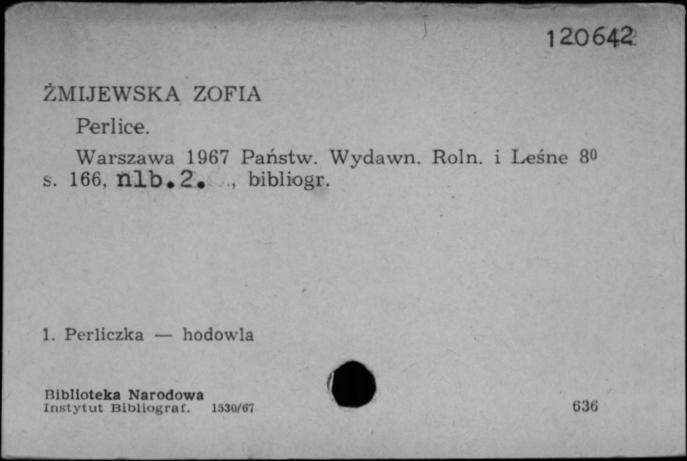 120642
ŻMIJEWSKA ZOFIA
Perlice.
Warszawa 1967 Państw. Wydawn. Roln. i Leśne 8⁰
s. 166, nlb. 2. ., bibliogr.
1. Perliczka — hodowla
Biblioteka Narodowa
Instytut Bibliograf. 1530/67
636